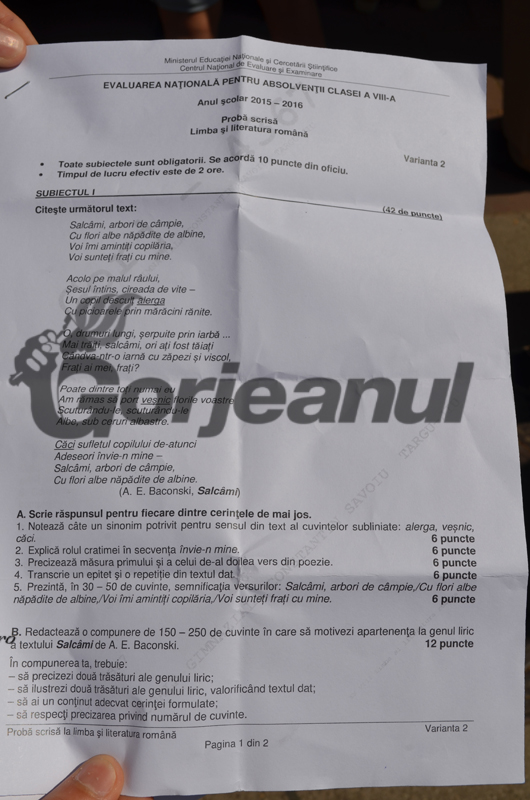 Ministerul Educației Naționale și Cercetării Științifice
Centrul Național de Evaluare și Examinare
EVALUAREA NAȚIONALĂ PENTRU ABSOLVENȚII CLASEI A VIII-A
Anul școlar 2015 – 2016
Probă scrisă
Limba și literatura română
Varianta 2
• Toate subiectele sunt obligatorii. Se acordă 10 puncte din oficiu.
• Timpul de lucru efectiv este de 2 ore.
SUBIECTUL I
(42 de puncte)
Citește următorul text:
Salcâmi, arbori de câmpie,
Cu flori albe năpădite de albine,
Voi îmi amintiți copilăria,
Voi sunteți frați cu mine.
Acolo pe malul râului,
Șesul întins, cireada de vite –
Un copil desculț alerga
Cu picioarele prin mărăcini rănite.
O, drumuri lungi, șerpuite prin iarbă ...
Mai trăiți, salcâmi, ori ați fost tăiați
Cândva-ntr-o iarnă cu zăpezi și viscol,
Frați ai mei, frați?
Poate dintre toți numai eu
Am rămas să port veșnic florile voastre
Scuturându-le, scuturându-le
Albe, sub ceruri albastre.
Căci sufletul copilului de-atunci
Adeseori învie-n mine –
Salcâmi, arbori de câmpie,
Cu flori albe năpădite de albine.
(A. E. Baconski, Salcâmi)
Gorjeanul
A. Scrie răspunsul pentru fiecare dintre cerințele de mai jos.
1. Notează câte un sinonim potrivit pentru sensul din text al cuvintelor subliniate: alerga, veșnic,
căci. 6 puncte
2. Explică rolul cratimei în secvența învie-n mine. 6 puncte
3. Precizează măsura primului și a celui de-al doilea vers din poezie. 6 puncte
4. Transcrie un epitet și o repetiție din textul dat. 6 puncte
5. Prezintă, în 30 – 50 de cuvinte, semnificația versurilor: Salcâmi, arbori de câmpie,/Cu flori albe
năpădite de albine,/Voi îmi amintiți copilăria,/Voi sunteți frați cu mine. 6 puncte
B. Redactează o compunere de 150 – 250 de cuvinte în care să motivezi apartenența la genul liric
a textului Salcâmi de A. E. Baconski. 12 puncte
În compunerea ta, trebuie:
– să precizezi două trăsături ale genului liric;
– să ilustrezi două trăsături ale genului liric, valorificând textul dat;
– să ai un conținut adecvat cerinței formulate;
– să respecți precizarea privind numărul de cuvinte.
Probă scrisă la limba și literatura română
Varianta 2
Pagina 1 din 2